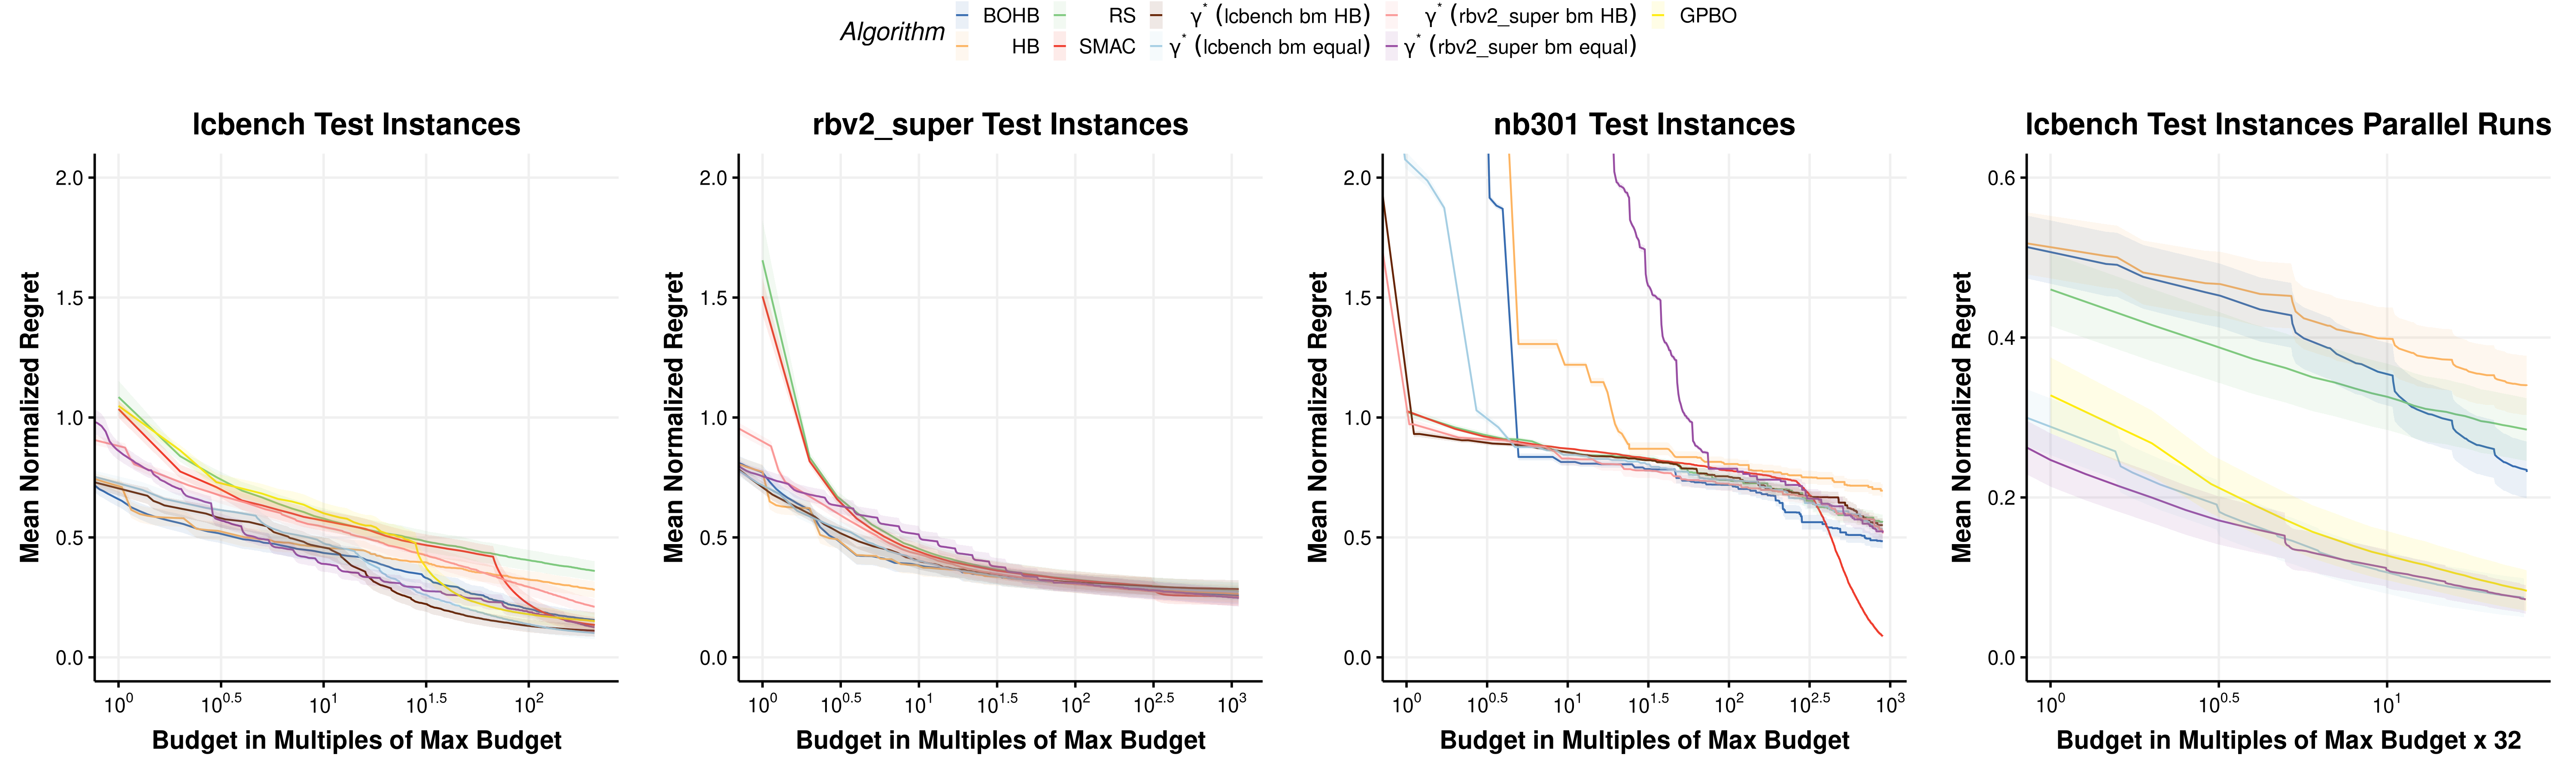 Algorithm
BOHB RS γ* (lcbench bm HB) γ* (rbv2_super bm HB) GPBO
HB SMAC γ* (lcbench bm equal) γ* (rbv2_super bm equal)
lcbench Test Instances
Mean Normalized Regret
2.0
1.5
1.0
0.5
0.0
10^0 10^0.5 10^1 10^1.5 10^2
Budget in Multiples of Max Budget
rbv2_super Test Instances
Mean Normalized Regret
2.0
1.5
1.0
0.5
0.0
10^0 10^0.5 10^1 10^1.5 10^2 10^2.5 10^3
Budget in Multiples of Max Budget
nb301 Test Instances
Mean Normalized Regret
2.0
1.5
1.0
0.5
0.0
10^0 10^0.5 10^1 10^1.5 10^2 10^2.5 10^3
Budget in Multiples of Max Budget
lcbench Test Instances Parallel Runs
Mean Normalized Regret
0.6
0.4
0.2
0.0
10^0 10^0.5 10^1
Budget in Multiples of Max Budget x 32